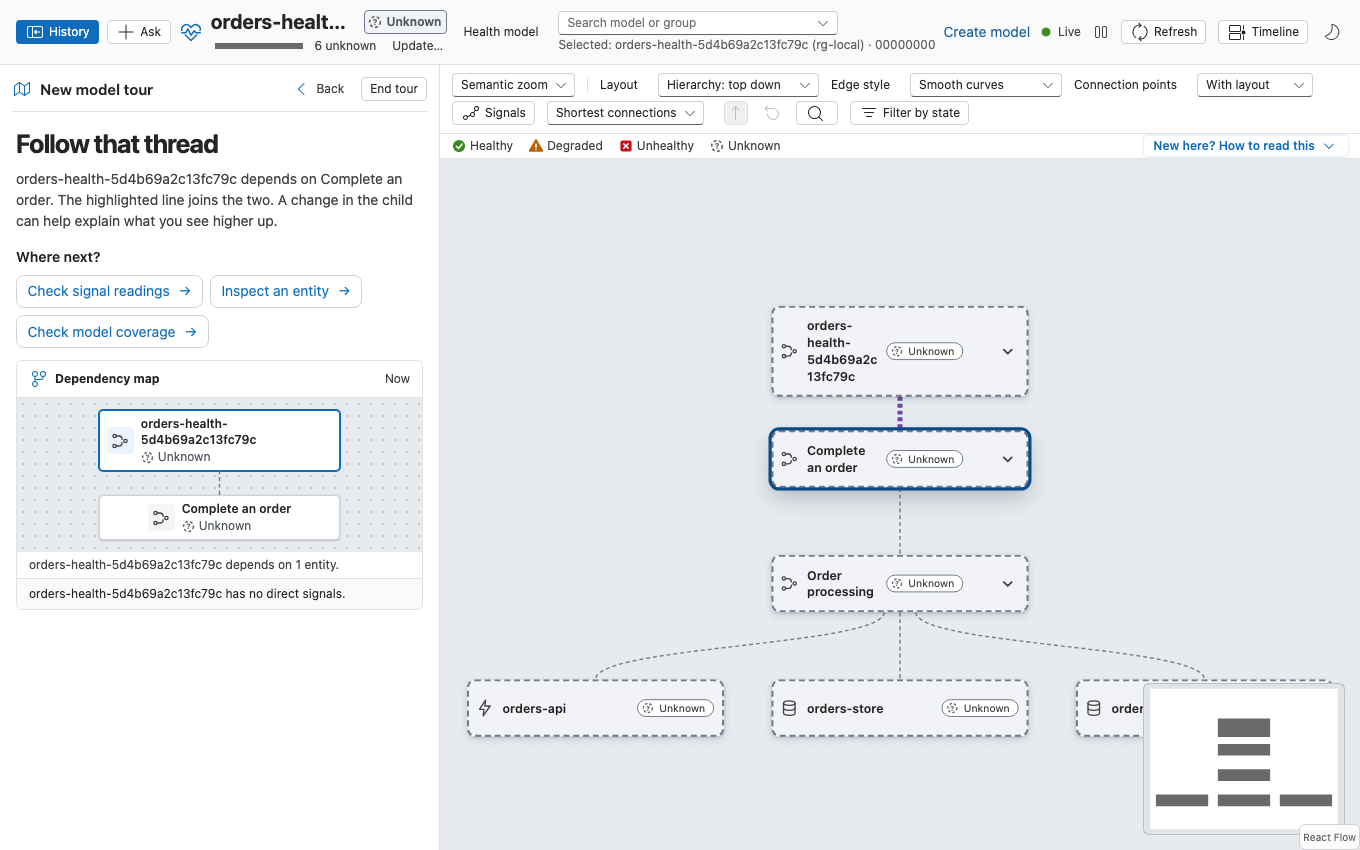 History
Ask
orders-healt...
Unknown
6 unknown
Update...
Health model
Search model or group
Selected: orders-health-5d4b69a2c13fc79c (rg-local) · 00000000
Create model
Live
Refresh
Timeline
New model tour
Back
End tour
Follow that thread
orders-health-5d4b69a2c13fc79c depends on Complete an
order. The highlighted line joins the two. A change in the child
can help explain what you see higher up.
Where next?
Check signal readings
Inspect an entity
Check model coverage
Dependency map
Now
orders-health-
5d4b69a2c13fc79c
Unknown
Complete an order
Unknown
orders-health-5d4b69a2c13fc79c depends on 1 entity.
orders-health-5d4b69a2c13fc79c has no direct signals.
Semantic zoom
Layout
Hierarchy: top down
Edge style
Smooth curves
Connection points
With layout
Signals
Shortest connections
Filter by state
Healthy
Degraded
Unhealthy
Unknown
New here? How to read this
orders-
health-
5d4b69a2c
13fc79c
Unknown
Complete
an order
Unknown
Order
processing
Unknown
orders-api
Unknown
orders-store
Unknown
order
React Flow